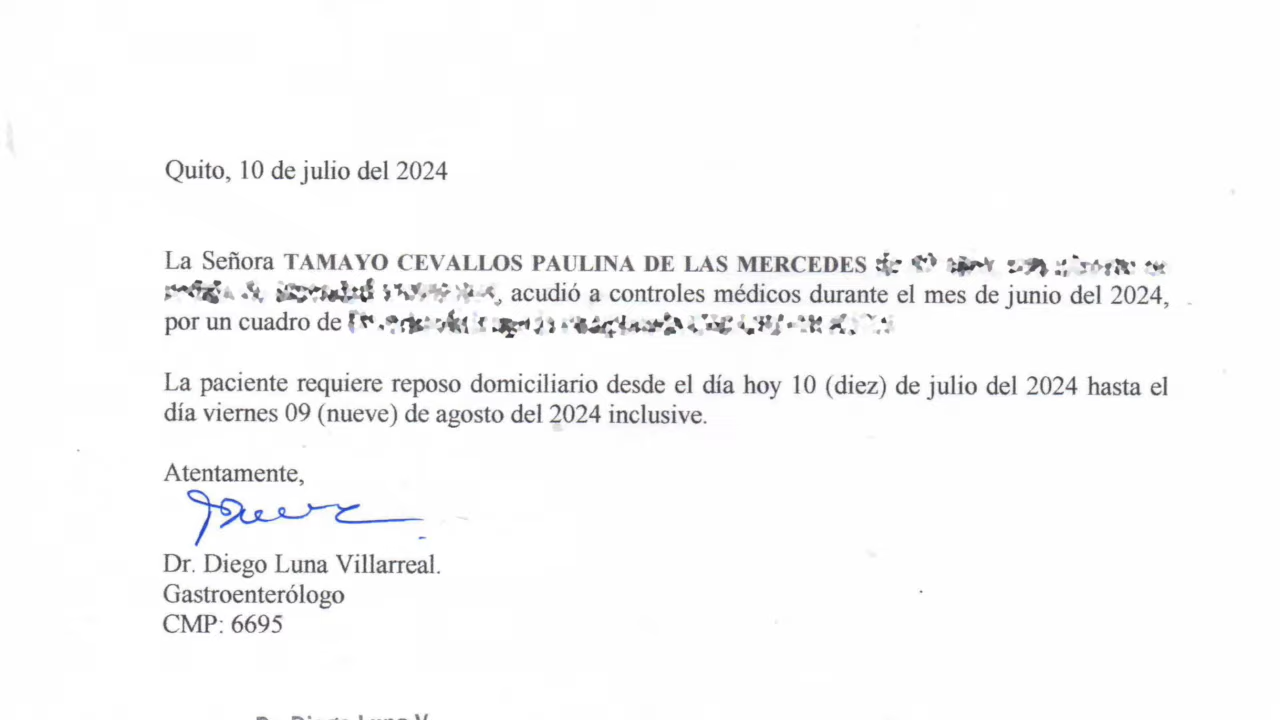 Quito, 10 de julio del 2024
La Señora TAMAYO CEVALLOS PAULINA DE LAS MERCEDES
, acudió a controles médicos durante el mes de junio del 2024,
por un cuadro de
La paciente requiere reposo domiciliario desde el día hoy 10 (diez) de julio del 2024 hasta el
día viernes 09 (nueve) de agosto del 2024 inclusive.
Atentamente,
Dr. Diego Luna Villarreal.
Gastroenterólogo
CMP: 6695
Dr. Diego Luna V.